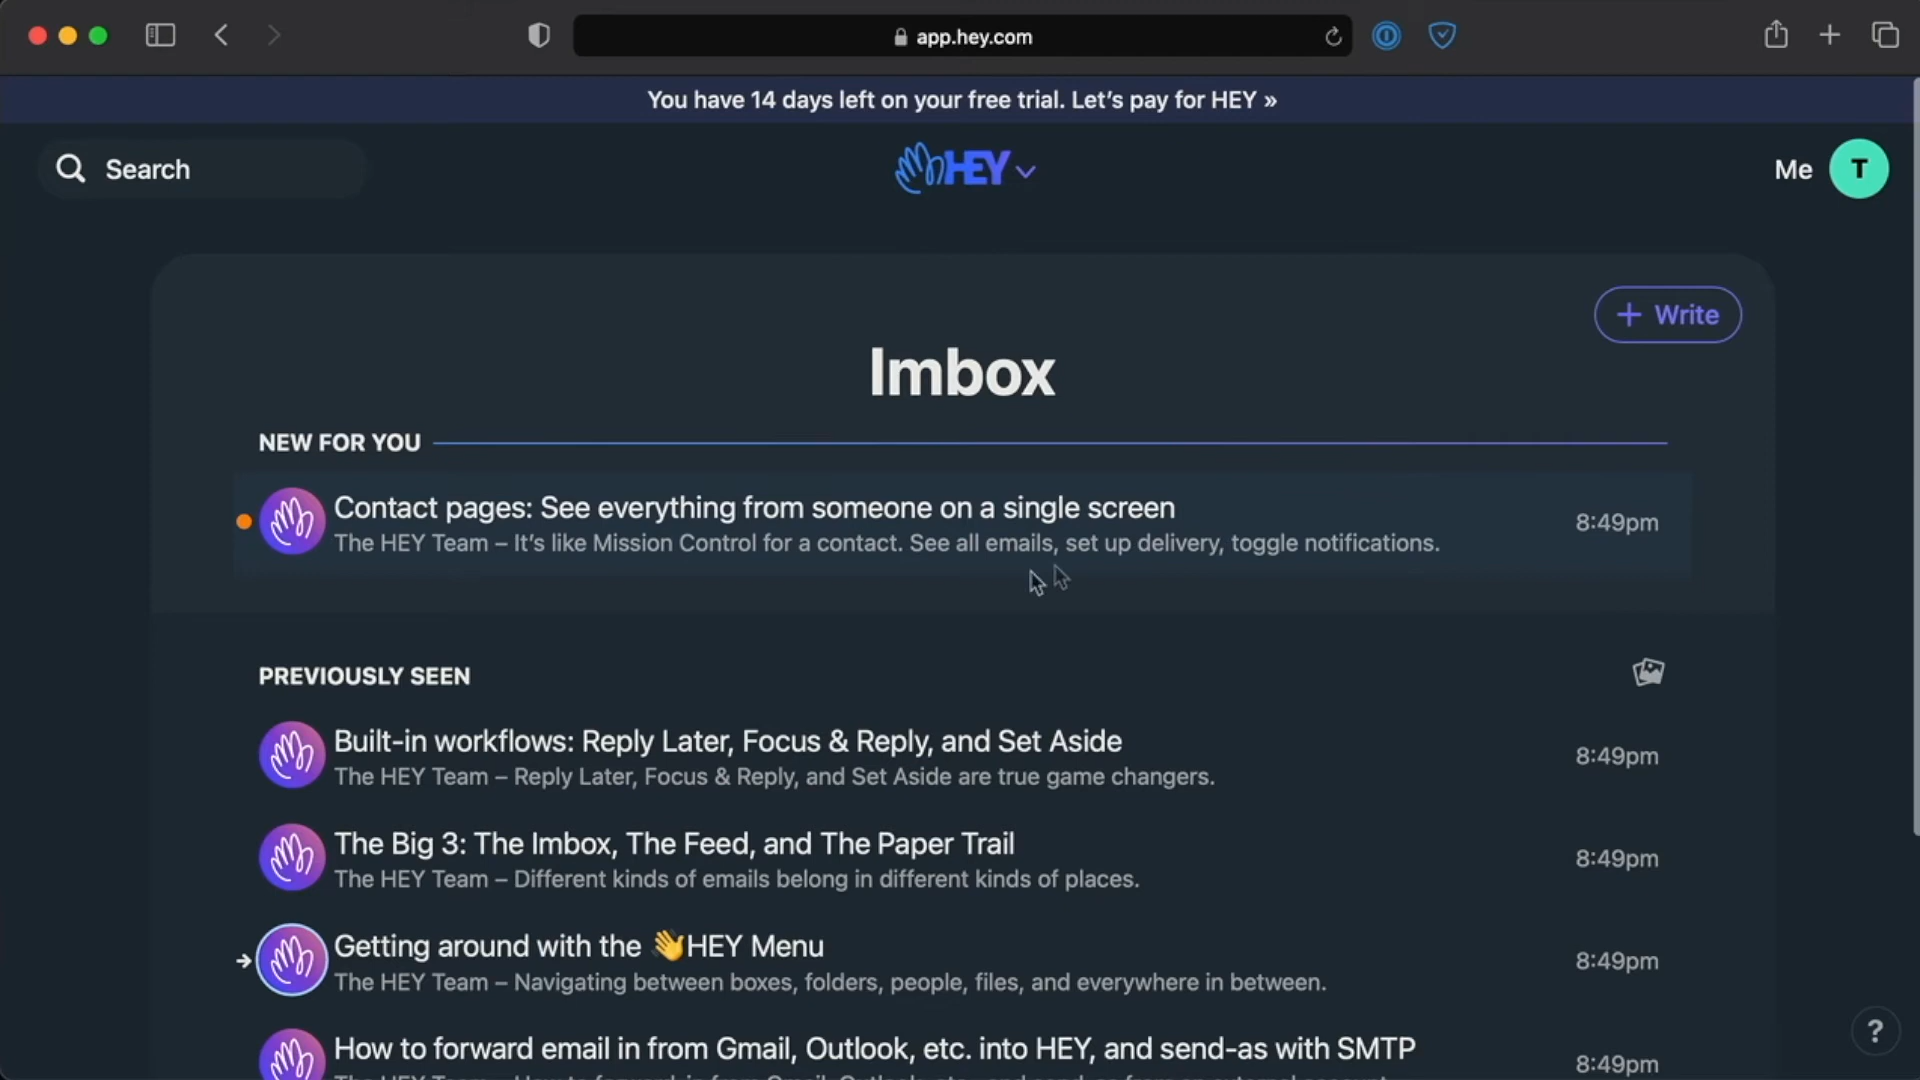 app.hey.com
You have 14 days left on your free trial. Let's pay for HEY »
Search
HEY
Me T
+ Write
Imbox
NEW FOR YOU
Contact pages: See everything from someone on a single screen
The HEY Team – It's like Mission Control for a contact. See all emails, set up delivery, toggle notifications.
8:49pm
PREVIOUSLY SEEN
Built-in workflows: Reply Later, Focus & Reply, and Set Aside
The HEY Team – Reply Later, Focus & Reply, and Set Aside are true game changers.
8:49pm
The Big 3: The Imbox, The Feed, and The Paper Trail
The HEY Team – Different kinds of emails belong in different kinds of places.
8:49pm
Getting around with the 👋HEY Menu
The HEY Team – Navigating between boxes, folders, people, files, and everywhere in between.
8:49pm
How to forward email in from Gmail, Outlook, etc. into HEY, and send-as with SMTP
8:49pm
?